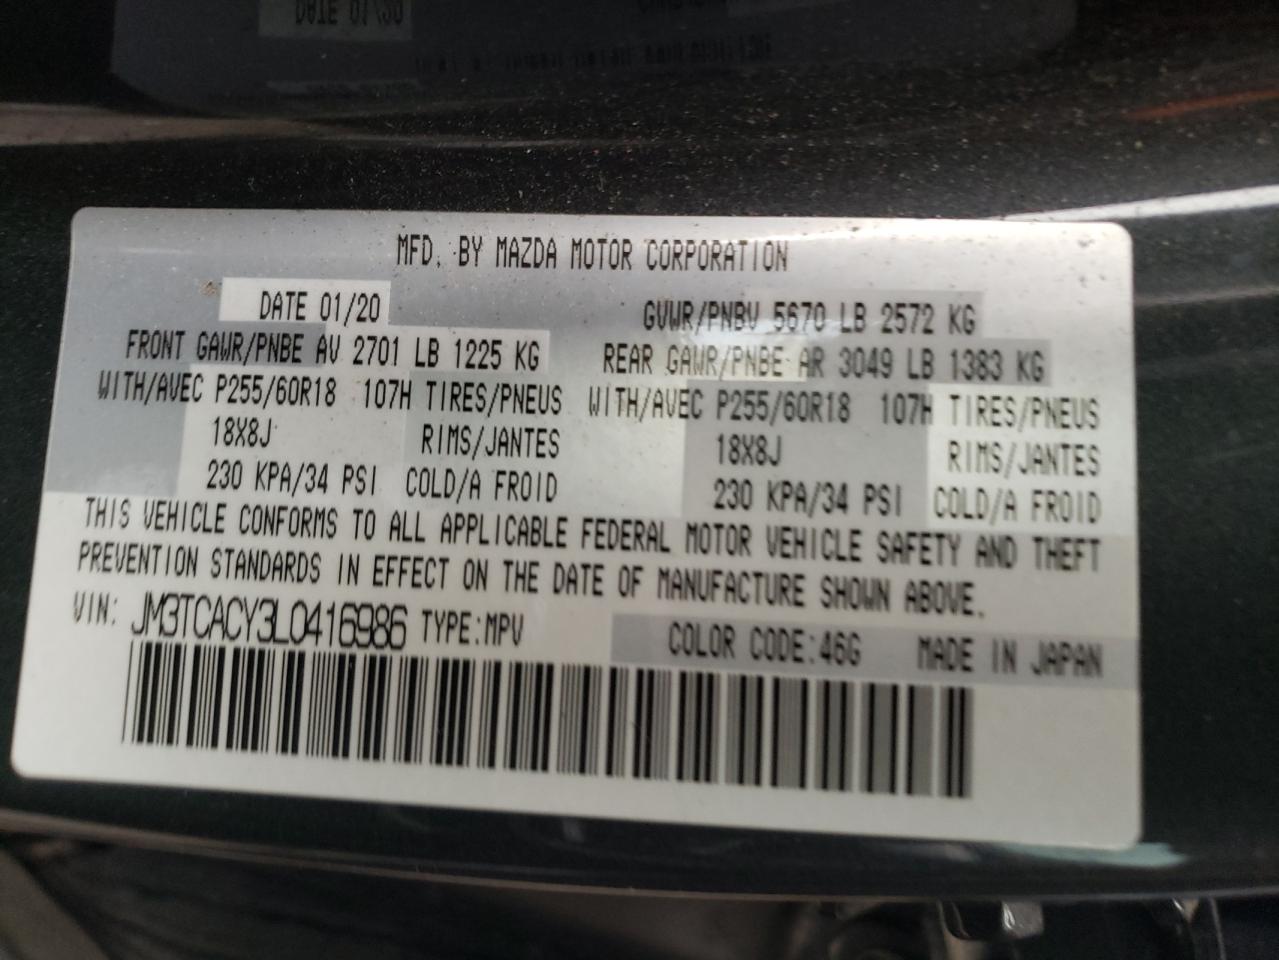 MFD. BY MAZDA MOTOR CORPORATION
DATE 01/20 GVWR/PNBV 5670 LB 2572 KG
FRONT GAWR/PNBE AV 2701 LB 1225 KG REAR GAWR/PNBE AR 3049 LB 1383 KG
WITH/AVEC P255/60R18 107H TIRES/PNEUS WITH/AVEC P255/60R18 107H TIRES/PNEUS
18X8J RIMS/JANTES 18X8J RIMS/JANTES
230 KPA/34 PSI COLD/A FROID 230 KPA/34 PSI COLD/A FROID
THIS VEHICLE CONFORMS TO ALL APPLICABLE FEDERAL MOTOR VEHICLE SAFETY AND THEFT
PREVENTION STANDARDS IN EFFECT ON THE DATE OF MANUFACTURE SHOWN ABOVE.
VIN: JM3TCACY3L0416986 TYPE:MPV COLOR CODE:46G MADE IN JAPAN